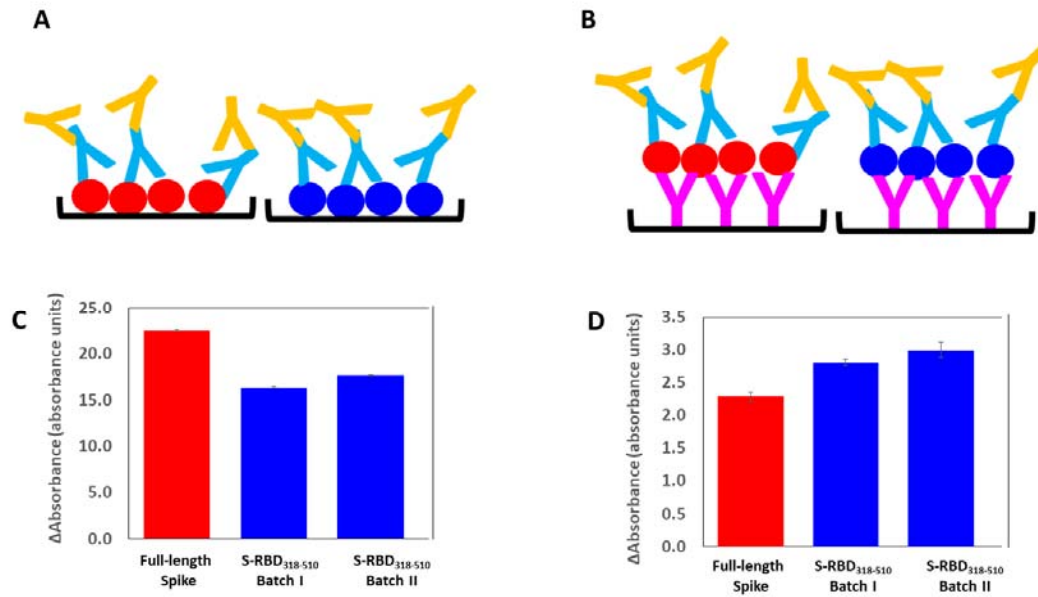 A
B
C
ΔAbsorbance (absorbance units)
25.0
20.0
15.0
10.0
5.0
0.0
Full-length Spike
S-RBD318-510 Batch I
S-RBD318-510 Batch II
D
ΔAbsorbance (absorbance units)
3.5
3.0
2.5
2.0
1.5
1.0
0.5
0.0
Full-length Spike
S-RBD318-510 Batch I
S-RBD318-510 Batch II